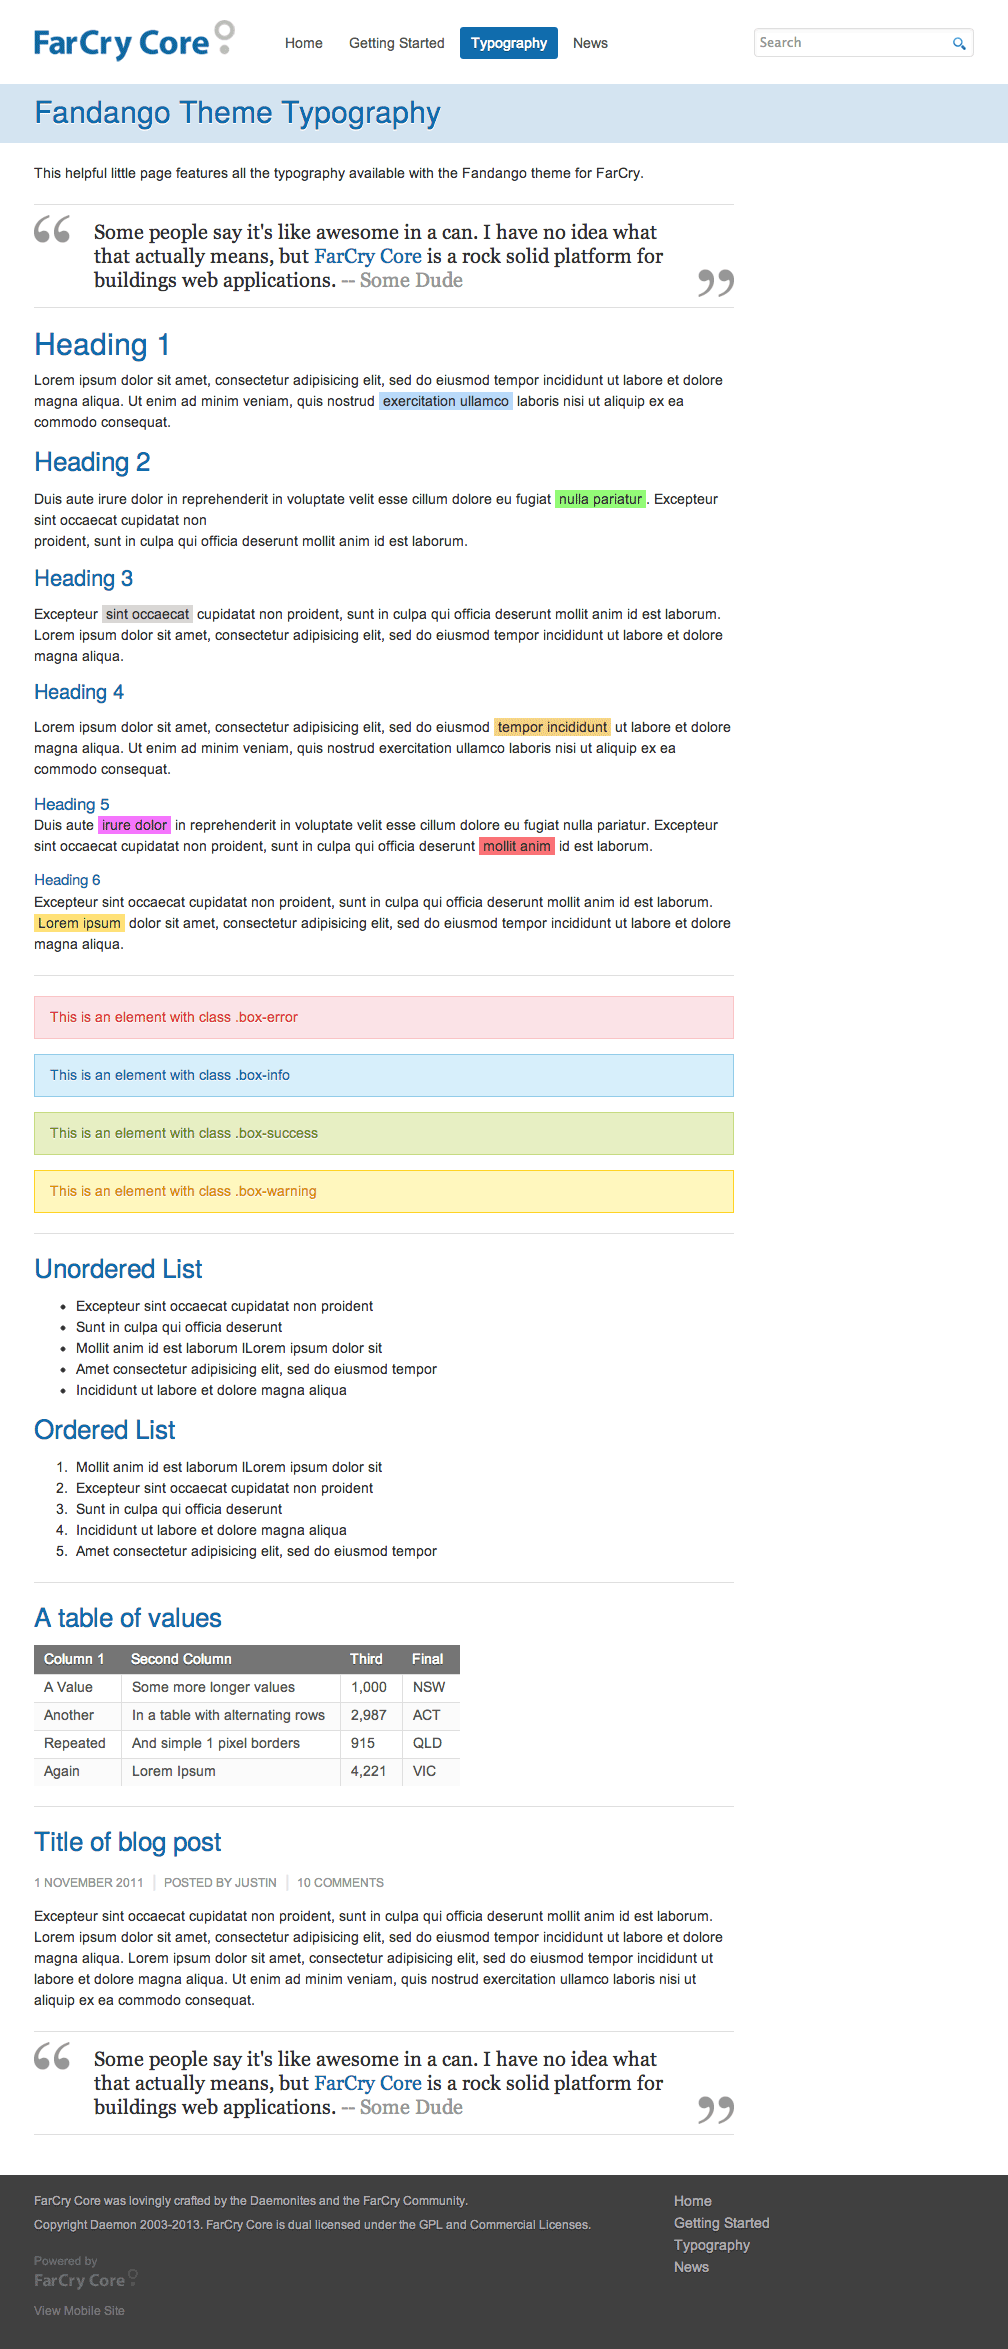 FarCry Core
Home Getting Started Typography News
Search
Fandango Theme Typography
This helpful little page features all the typography available with the Fandango theme for FarCry.
“
Some people say it's like awesome in a can. I have no idea what
that actually means, but FarCry Core is a rock solid platform for
buildings web applications. -- Some Dude
”
Heading 1
Lorem ipsum dolor sit amet, consectetur adipisicing elit, sed do eiusmod tempor incididunt ut labore et dolore
magna aliqua. Ut enim ad minim veniam, quis nostrud exercitation ullamco laboris nisi ut aliquip ex ea
commodo consequat.
Heading 2
Duis aute irure dolor in reprehenderit in voluptate velit esse cillum dolore eu fugiat nulla pariatur. Excepteur
sint occaecat cupidatat non
proident, sunt in culpa qui officia deserunt mollit anim id est laborum.
Heading 3
Excepteur sint occaecat cupidatat non proident, sunt in culpa qui officia deserunt mollit anim id est laborum.
Lorem ipsum dolor sit amet, consectetur adipisicing elit, sed do eiusmod tempor incididunt ut labore et dolore
magna aliqua.
Heading 4
Lorem ipsum dolor sit amet, consectetur adipisicing elit, sed do eiusmod tempor incididunt ut labore et dolore
magna aliqua. Ut enim ad minim veniam, quis nostrud exercitation ullamco laboris nisi ut aliquip ex ea
commodo consequat.
Heading 5
Duis aute irure dolor in reprehenderit in voluptate velit esse cillum dolore eu fugiat nulla pariatur. Excepteur
sint occaecat cupidatat non proident, sunt in culpa qui officia deserunt mollit anim id est laborum.
Heading 6
Excepteur sint occaecat cupidatat non proident, sunt in culpa qui officia deserunt mollit anim id est laborum.
Lorem ipsum dolor sit amet, consectetur adipisicing elit, sed do eiusmod tempor incididunt ut labore et dolore
magna aliqua.
This is an element with class .box-error
This is an element with class .box-info
This is an element with class .box-success
This is an element with class .box-warning
Unordered List
• Excepteur sint occaecat cupidatat non proident
• Sunt in culpa qui officia deserunt
• Mollit anim id est laborum lLorem ipsum dolor sit
• Amet consectetur adipisicing elit, sed do eiusmod tempor
• Incididunt ut labore et dolore magna aliqua
Ordered List
1. Mollit anim id est laborum lLorem ipsum dolor sit
2. Excepteur sint occaecat cupidatat non proident
3. Sunt in culpa qui officia deserunt
4. Incididunt ut labore et dolore magna aliqua
5. Amet consectetur adipisicing elit, sed do eiusmod tempor
A table of values
Column 1 Second Column Third Final
A Value Some more longer values 1,000 NSW
Another In a table with alternating rows 2,987 ACT
Repeated And simple 1 pixel borders 915 QLD
Again Lorem Ipsum 4,221 VIC
Title of blog post
1 NOVEMBER 2011 POSTED BY JUSTIN 10 COMMENTS
Excepteur sint occaecat cupidatat non proident, sunt in culpa qui officia deserunt mollit anim id est laborum.
Lorem ipsum dolor sit amet, consectetur adipisicing elit, sed do eiusmod tempor incididunt ut labore et dolore
magna aliqua. Lorem ipsum dolor sit amet, consectetur adipisicing elit, sed do eiusmod tempor incididunt ut
labore et dolore magna aliqua. Ut enim ad minim veniam, quis nostrud exercitation ullamco laboris nisi ut
aliquip ex ea commodo consequat.
“
Some people say it's like awesome in a can. I have no idea what
that actually means, but FarCry Core is a rock solid platform for
buildings web applications. -- Some Dude
”
FarCry Core was lovingly crafted by the Daemonites and the FarCry Community.
Copyright Daemon 2003-2013. FarCry Core is dual licensed under the GPL and Commercial Licenses.
Powered by
FarCry Core
View Mobile Site
Home
Getting Started
Typography
News